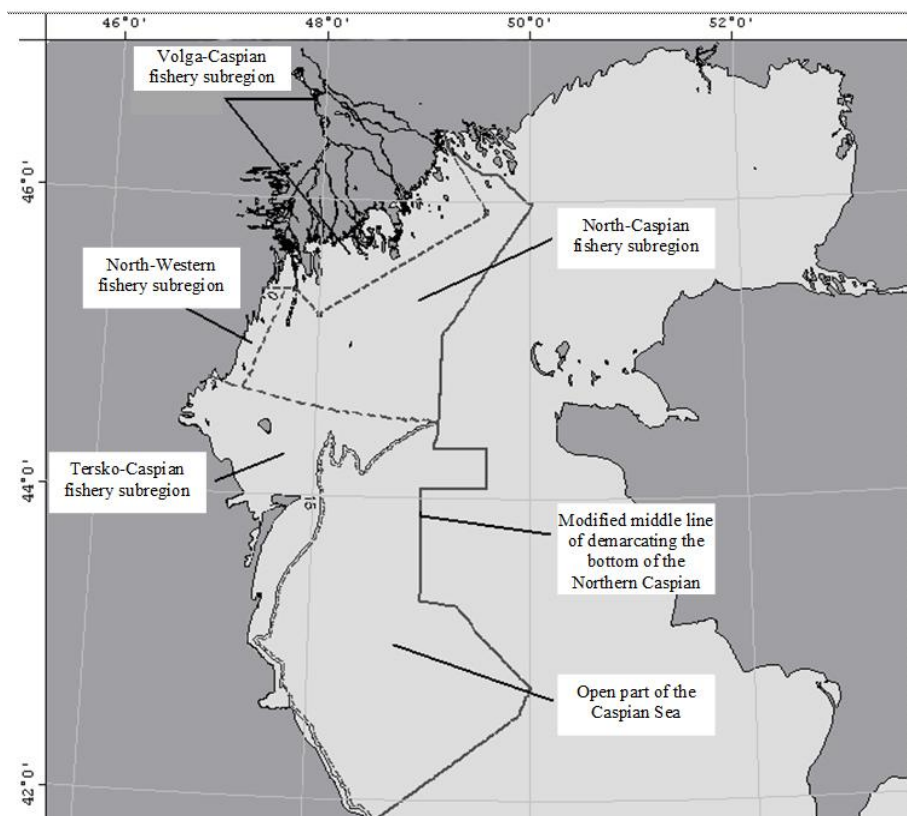 46°0'
48°0'
50°0'
52°0'
Volga-Caspian
fishery subregion
46°0'
North-Caspian
fishery subregion
North-Western
fishery subregion
0
Tersko-Caspian
fishery subregion
44°0'
15
Modified middle line
of demarcating the
bottom of the
Northern Caspian
Open part of the
Caspian Sea
42°0'